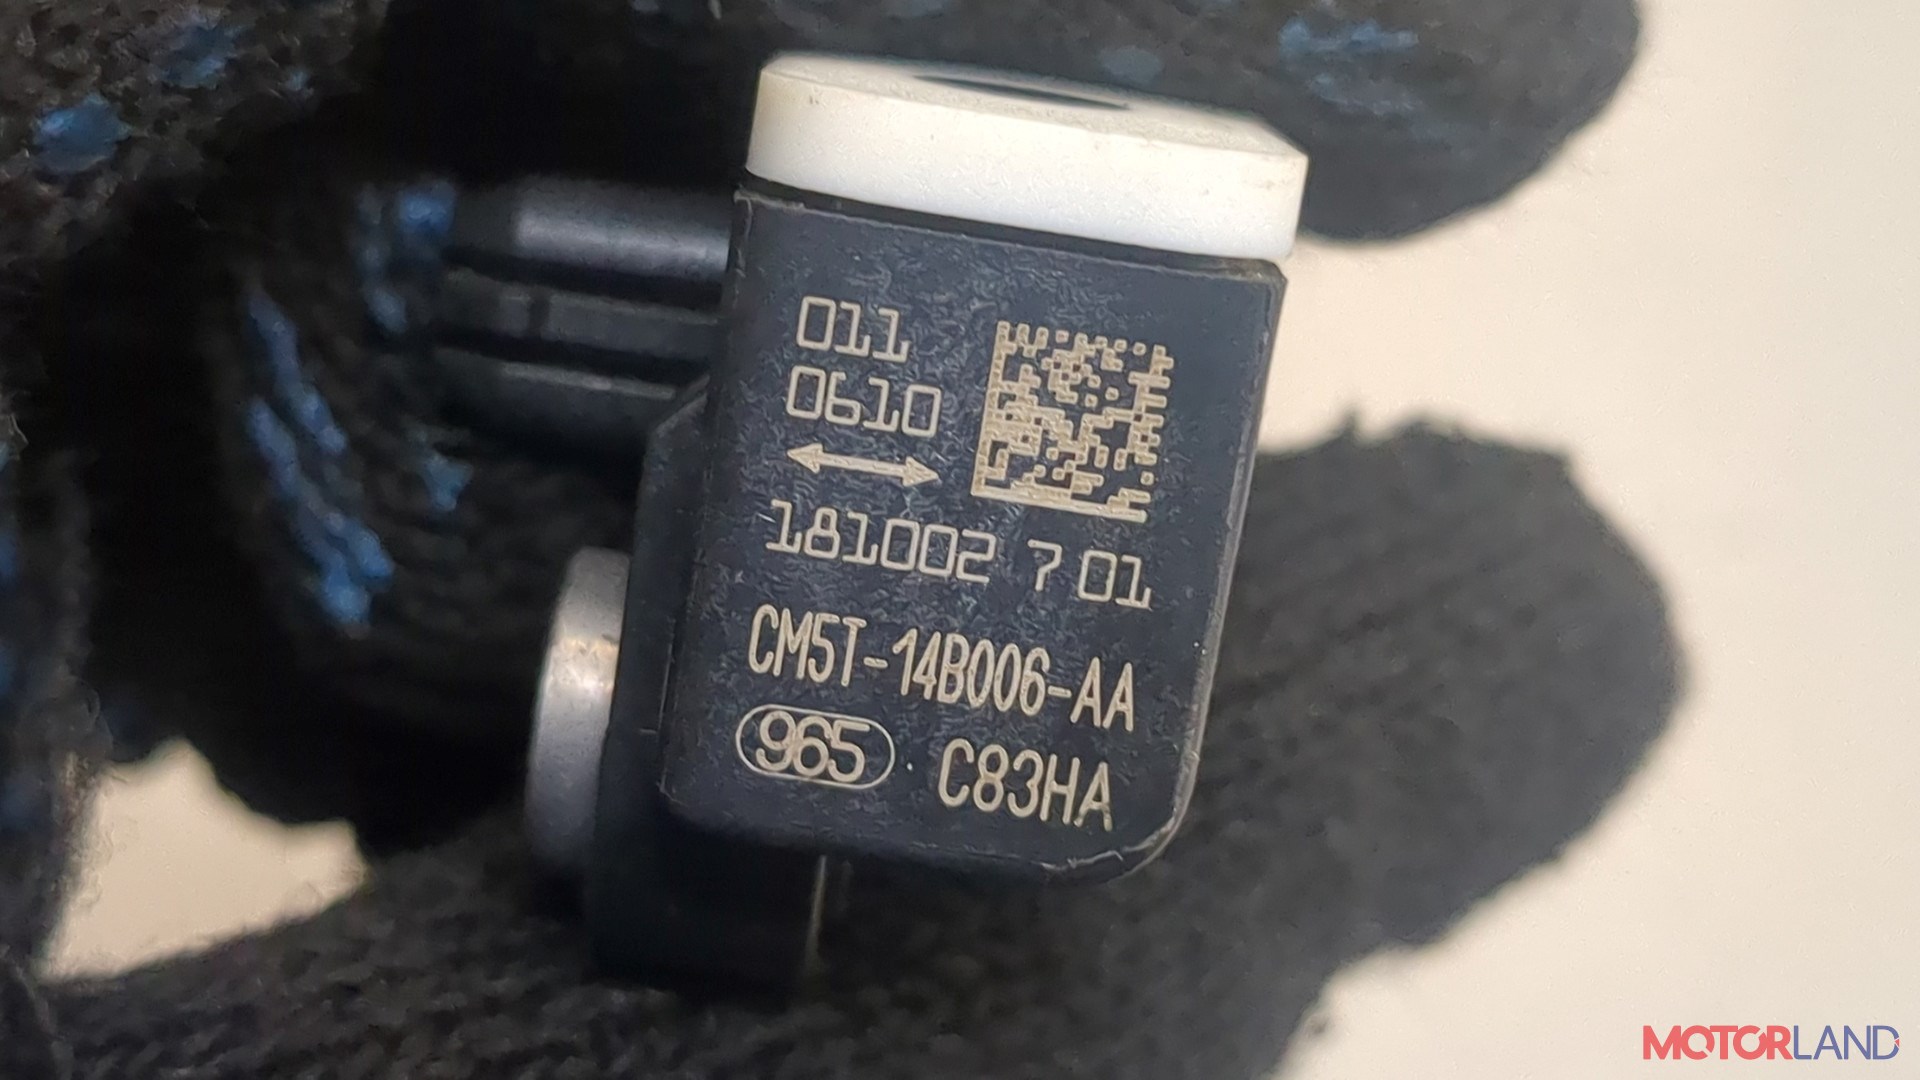 011
0610
181002 7 01
CM5T-14B006-AA
965 C83HA
MOTORLAND